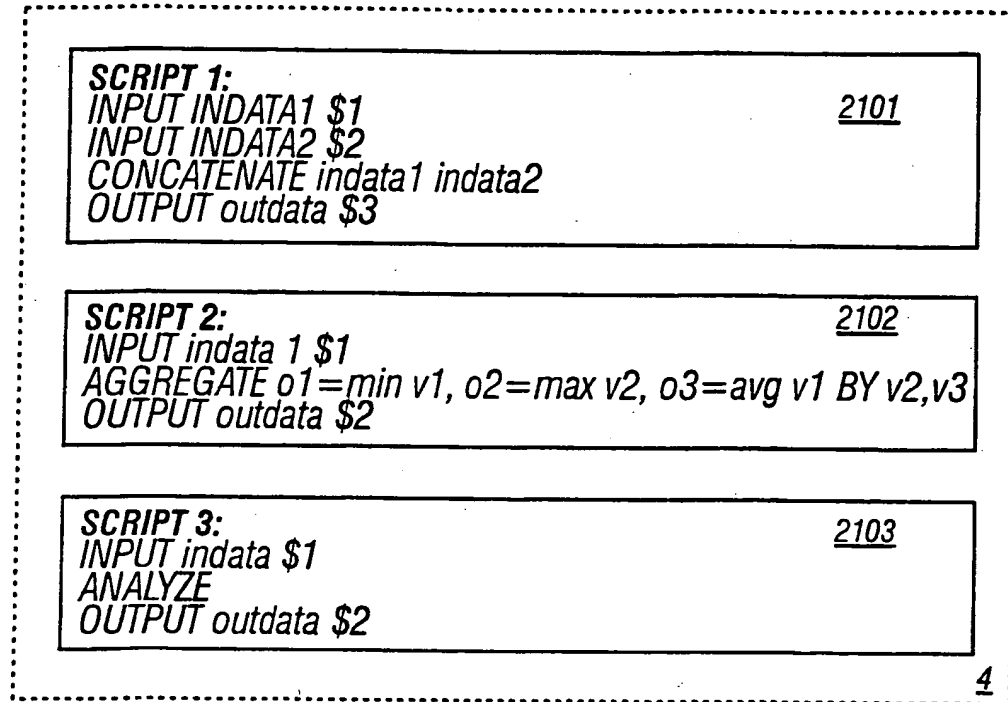 SCRIPT 1:
INPUT INDATA1 $1 2101
INPUT INDATA2 $2
CONCATENATE indata1 indata2
OUTPUT outdata $3
SCRIPT 2: 2102
INPUT indata 1 $1
AGGREGATE o1=min v1, o2=max v2, o3=avg v1 BY v2,v3
OUTPUT outdata $2
SCRIPT 3: 2103
INPUT indata $1
ANALYZE
OUTPUT outdata $2
4